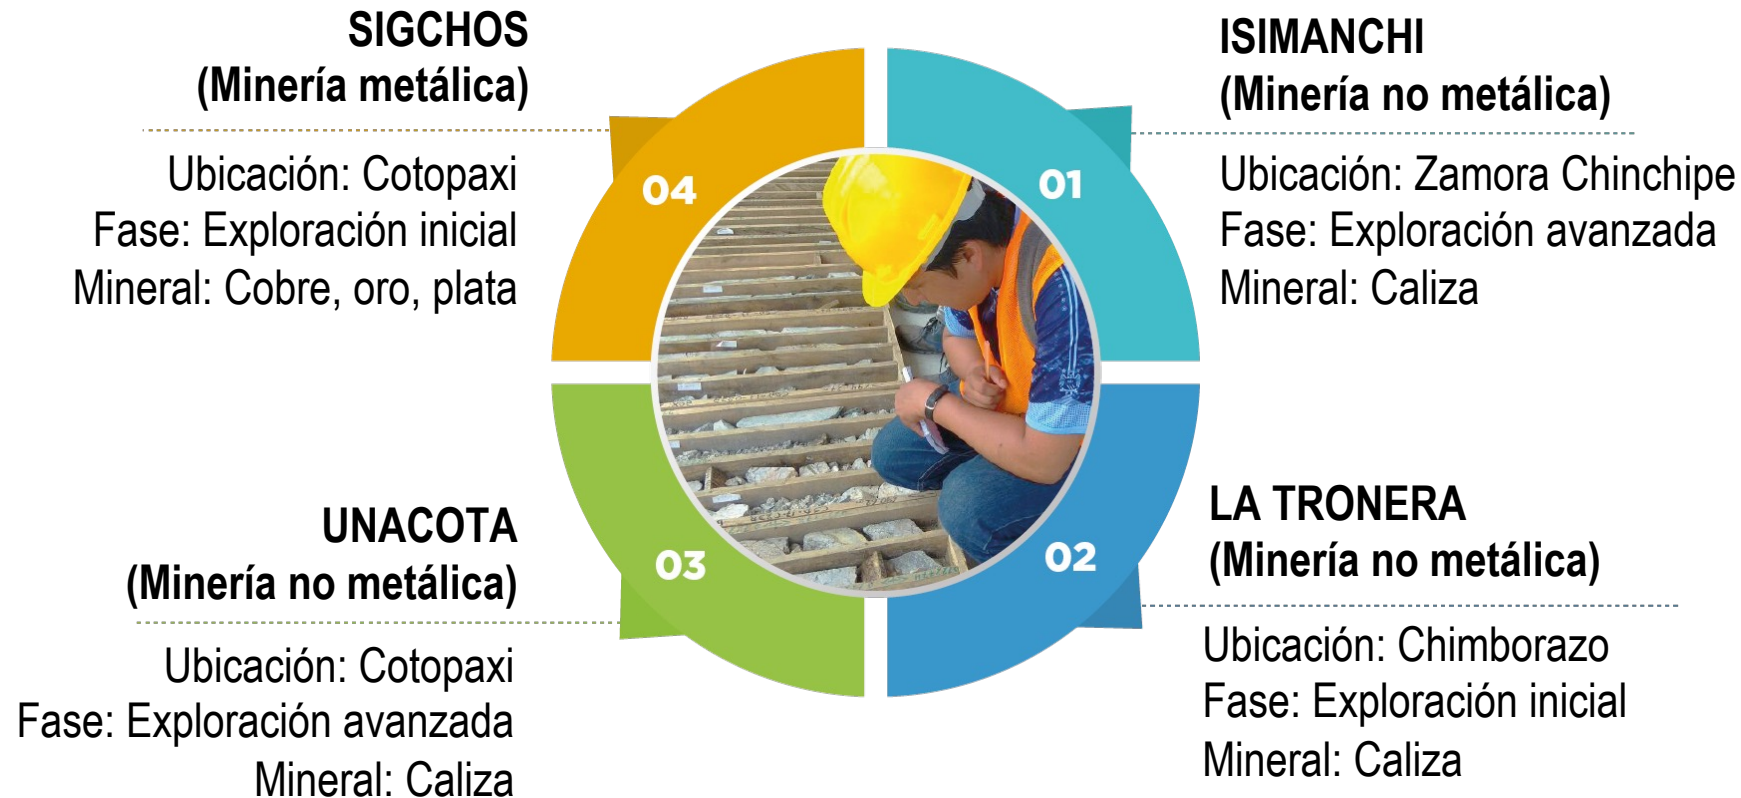 SIGCHOS
(Minería metálica)
Ubicación: Cotopaxi
Fase: Exploración inicial
Mineral: Cobre, oro, plata
04
ISIMANCHI
(Minería no metálica)
Ubicación: Zamora Chinchipe
Fase: Exploración avanzada
Mineral: Caliza
01
UNACOTA
(Minería no metálica)
Ubicación: Cotopaxi
Fase: Exploración avanzada
Mineral: Caliza
03
LA TRONERA
(Minería no metálica)
Ubicación: Chimborazo
Fase: Exploración inicial
Mineral: Caliza
02